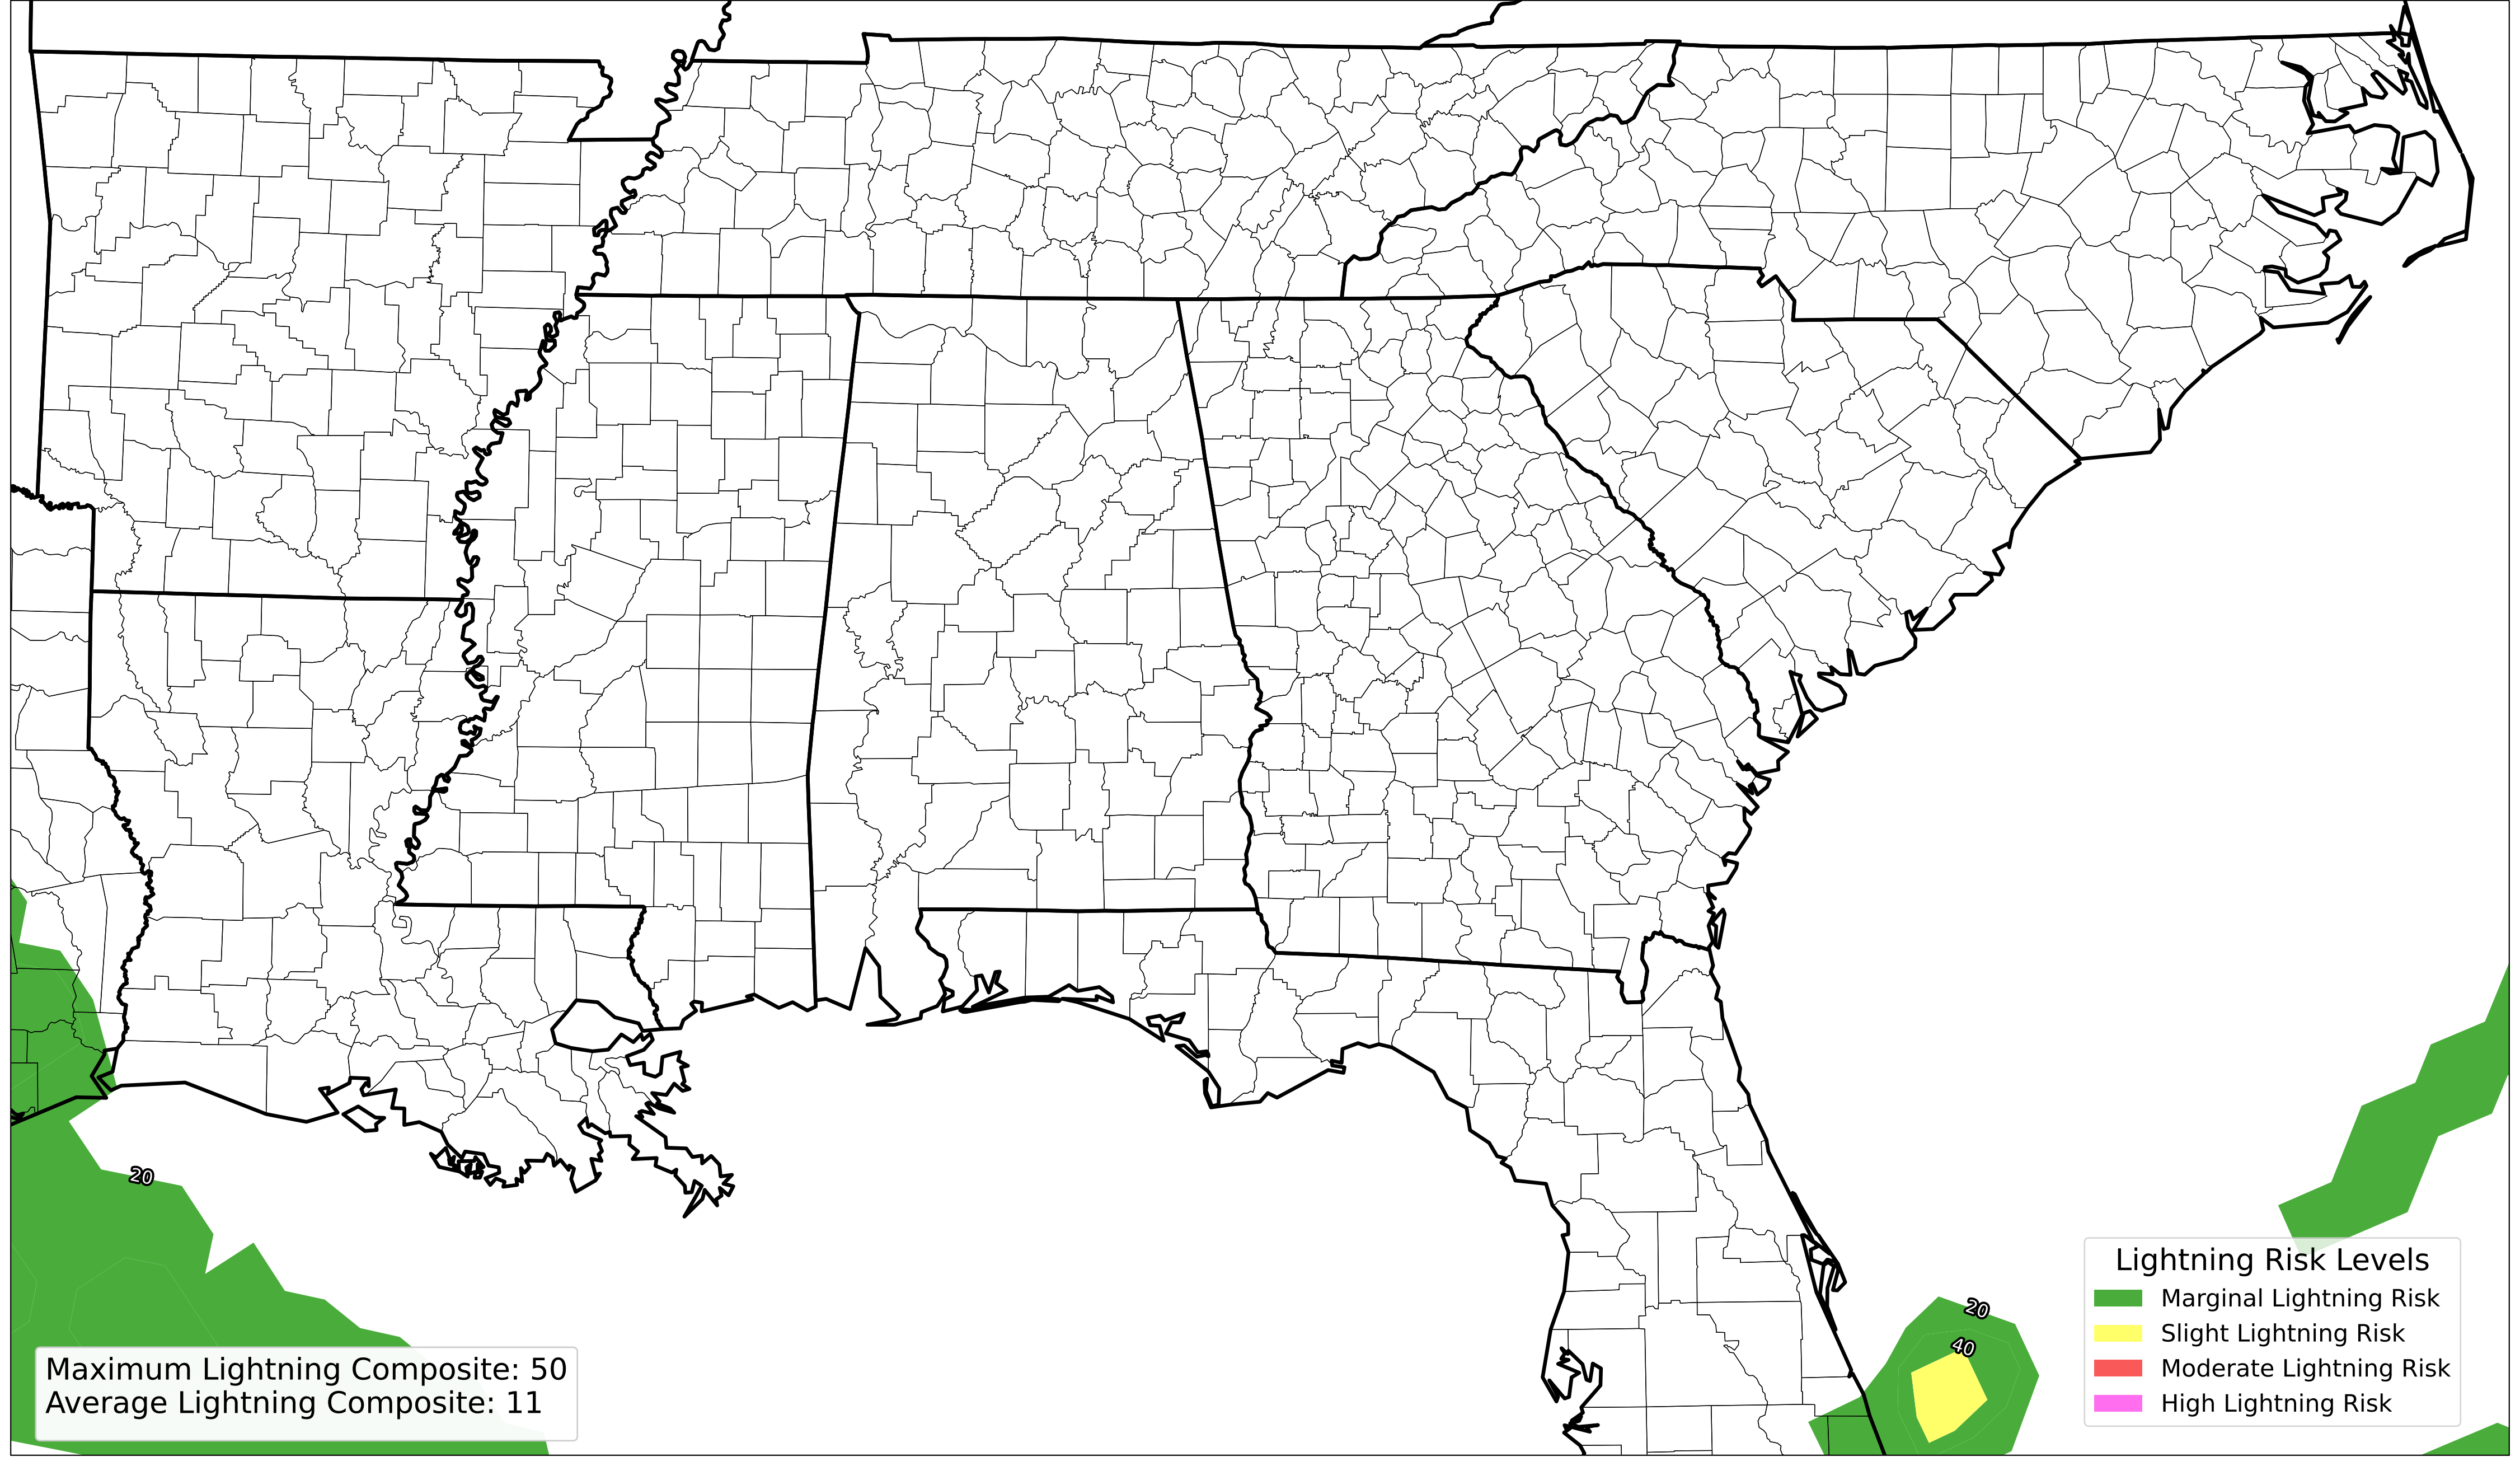 20
20
40
Maximum Lightning Composite: 50
Average Lightning Composite: 11
Lightning Risk Levels
Marginal Lightning Risk
Slight Lightning Risk
Moderate Lightning Risk
High Lightning Risk